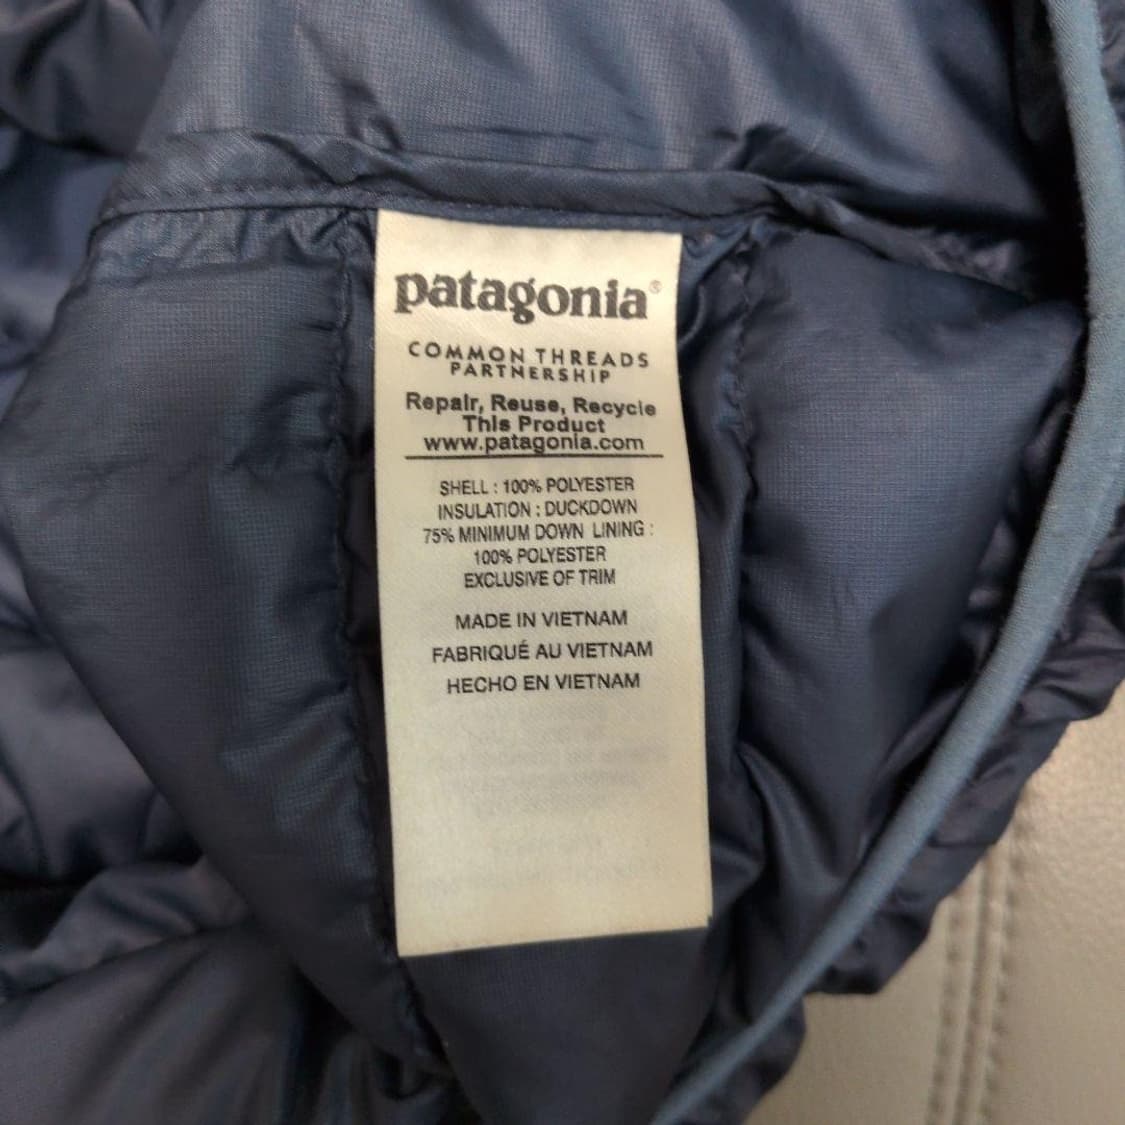 patagonia®
COMMON THREADS
PARTNERSHIP
Repair, Reuse, Recycle
This Product
www.patagonia.com
SHELL : 100% POLYESTER
INSULATION : DUCKDOWN
75% MINIMUM DOWN LINING :
100% POLYESTER
EXCLUSIVE OF TRIM
MADE IN VIETNAM
FABRIQUÉ AU VIETNAM
HECHO EN VIETNAM